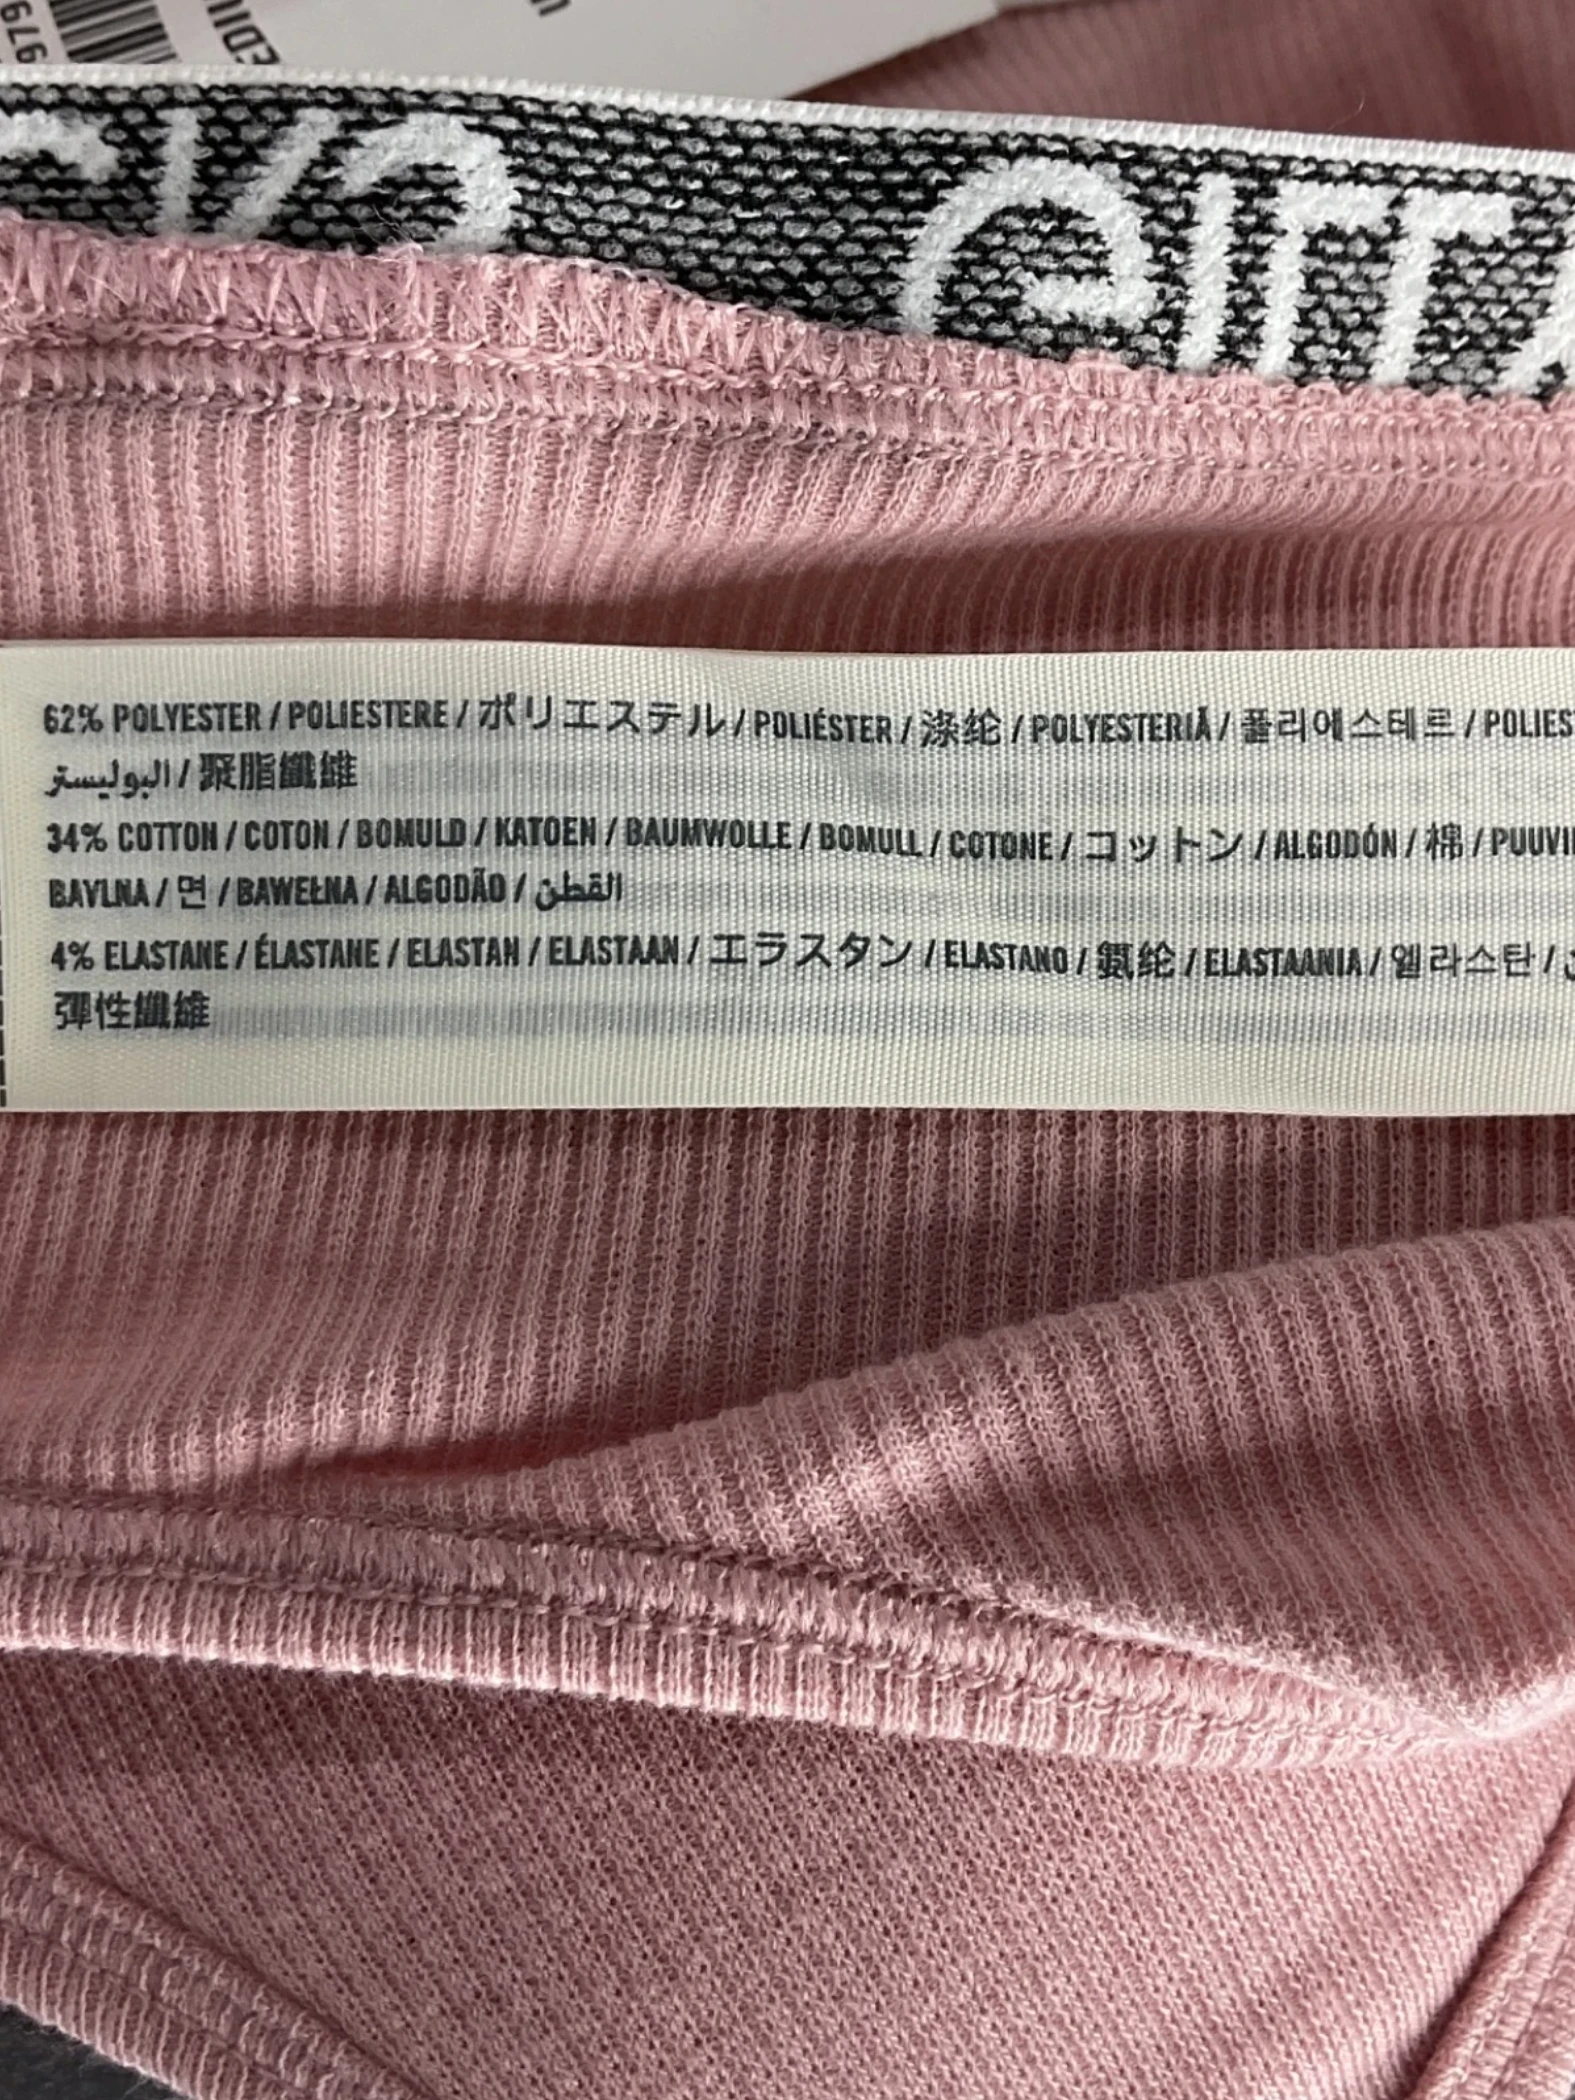 62% POLYESTER / POLIESTERE / ポリエステル / POLIÉSTER / 涤纶 / POLYESTERIÄ / 폴리에스테르 /
البوليستر / 聚脂纖維
34% COTTON / COTON / BOMULD / KATOEN / BAUMWOLLE / BOMULL / COTONE / コットン / ALGODÓN / 棉 /
BAVLNA / 면 / BAWEŁNA / ALGODÃO / القطن
4% ELASTANE / ÉLASTANE / ELASTAN / ELASTAAN / エラスタン / ELASTANO / 氨纶 / ELASTAANIA / 엘라스탄 /
彈性纖維